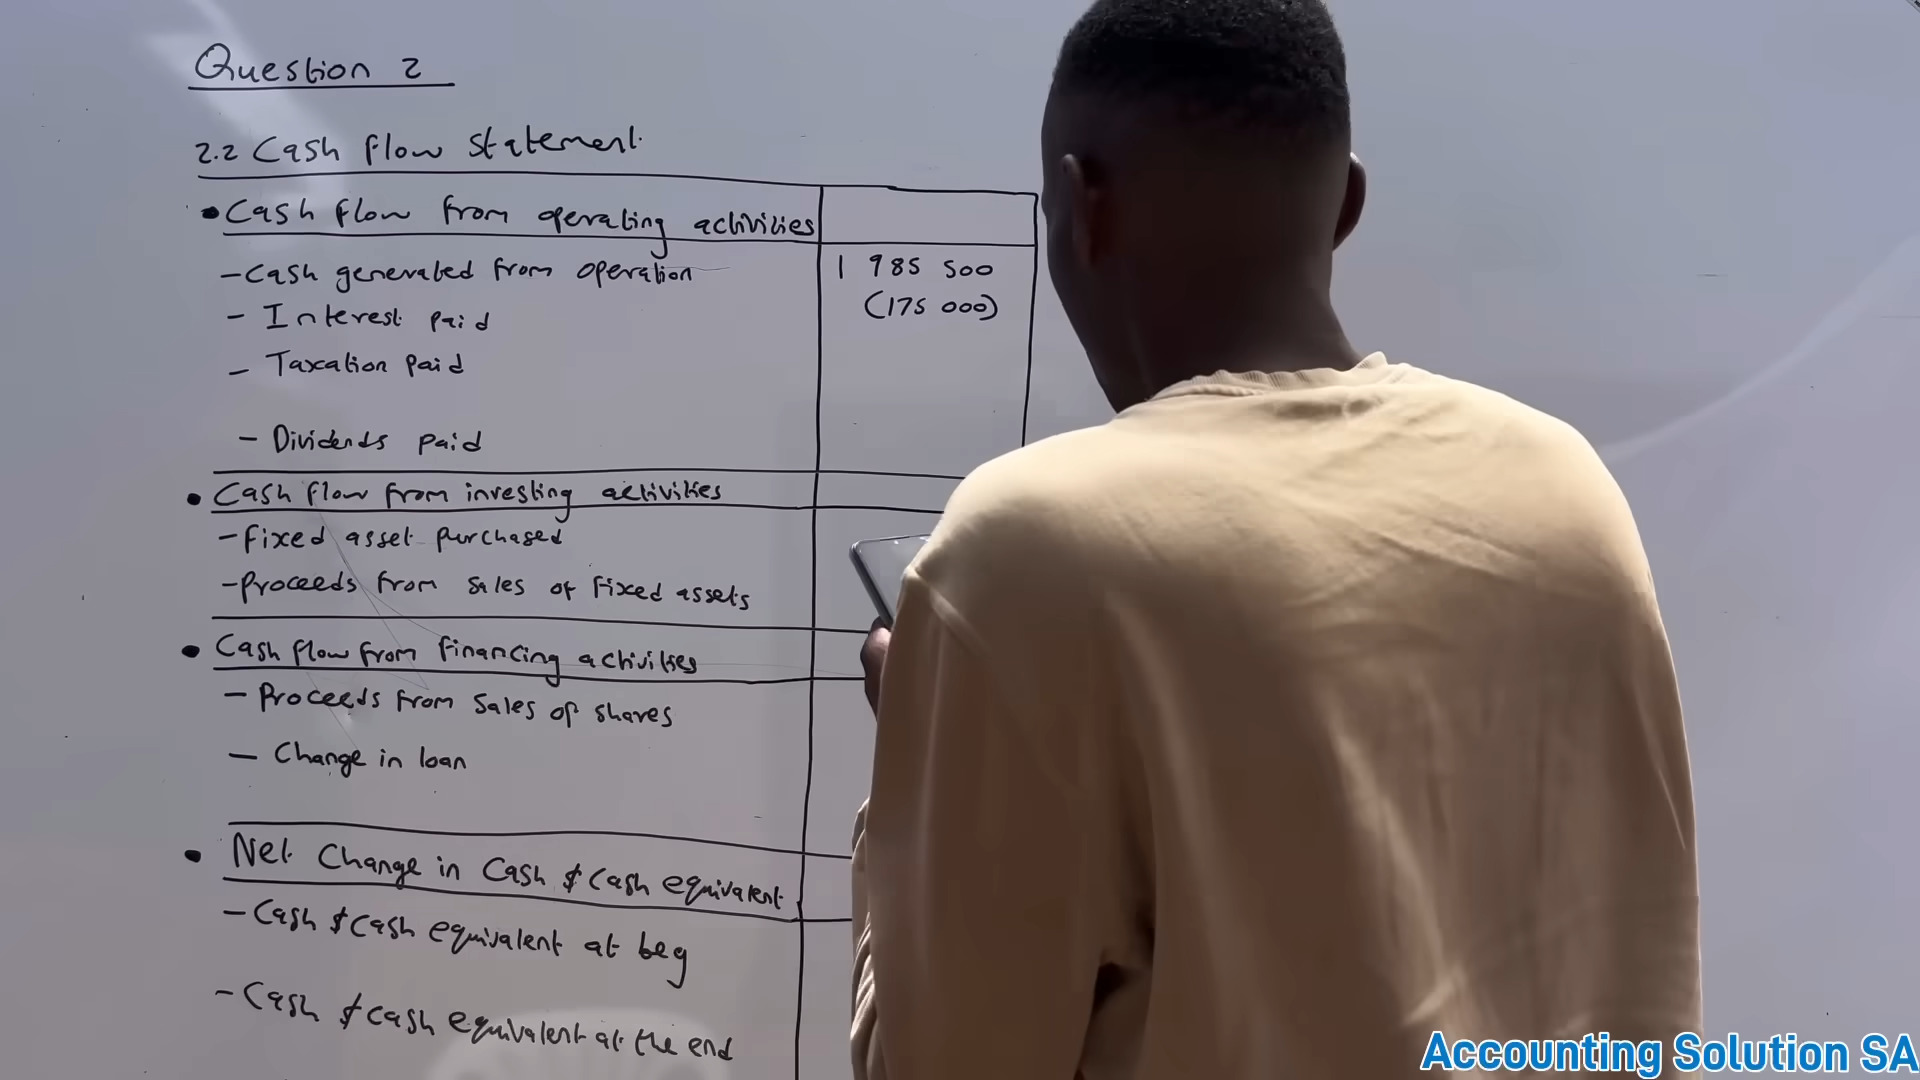 Question 2
2.2 Cash flow statement
• Cash flow from operating activities
- Cash generated from operation 1 985 500
- Interest paid (175 000)
- Taxation paid
- Dividends paid
• Cash flow from investing activities
- fixed asset purchased
- Proceeds from sales of fixed assets
• Cash flow from financing activities
- Proceeds from sales of shares
- Change in loan
• Net Change in Cash & Cash equivalent
- Cash & Cash equivalent at beg
- Cash & cash equivalent at the end
Accounting Solution SA